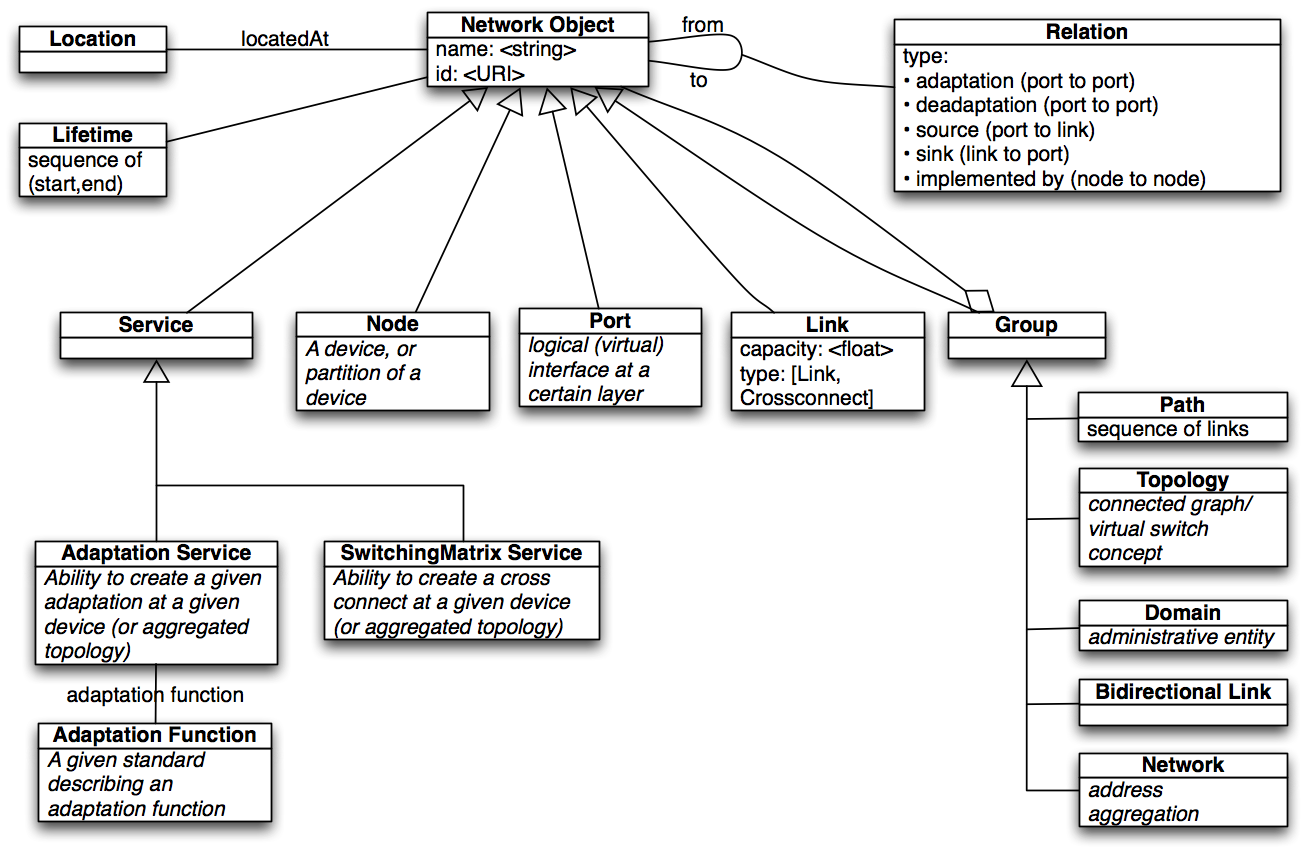 Location
locatedAt
Network Object
name: <string>
id: <URI>
from
to
Relation
type:
• adaptation (port to port)
• deadaptation (port to port)
• source (port to link)
• sink (link to port)
• implemented by (node to node)
Lifetime
sequence of
(start,end)
Service
Node
A device, or
partition of a
device
Port
logical (virtual)
interface at a
certain layer
Link
capacity: <float>
type: [Link,
Crossconnect]
Group
Path
sequence of links
Topology
connected graph/
virtual switch
concept
Domain
administrative entity
Bidirectional Link
Network
address
aggregation
Adaptation Service
Ability to create a given
adaptation at a given
device (or aggregated
topology)
SwitchingMatrix Service
Ability to create a cross
connect at a given device
(or aggregated topology)
adaptation function
Adaptation Function
A given standard
describing an
adaptation function